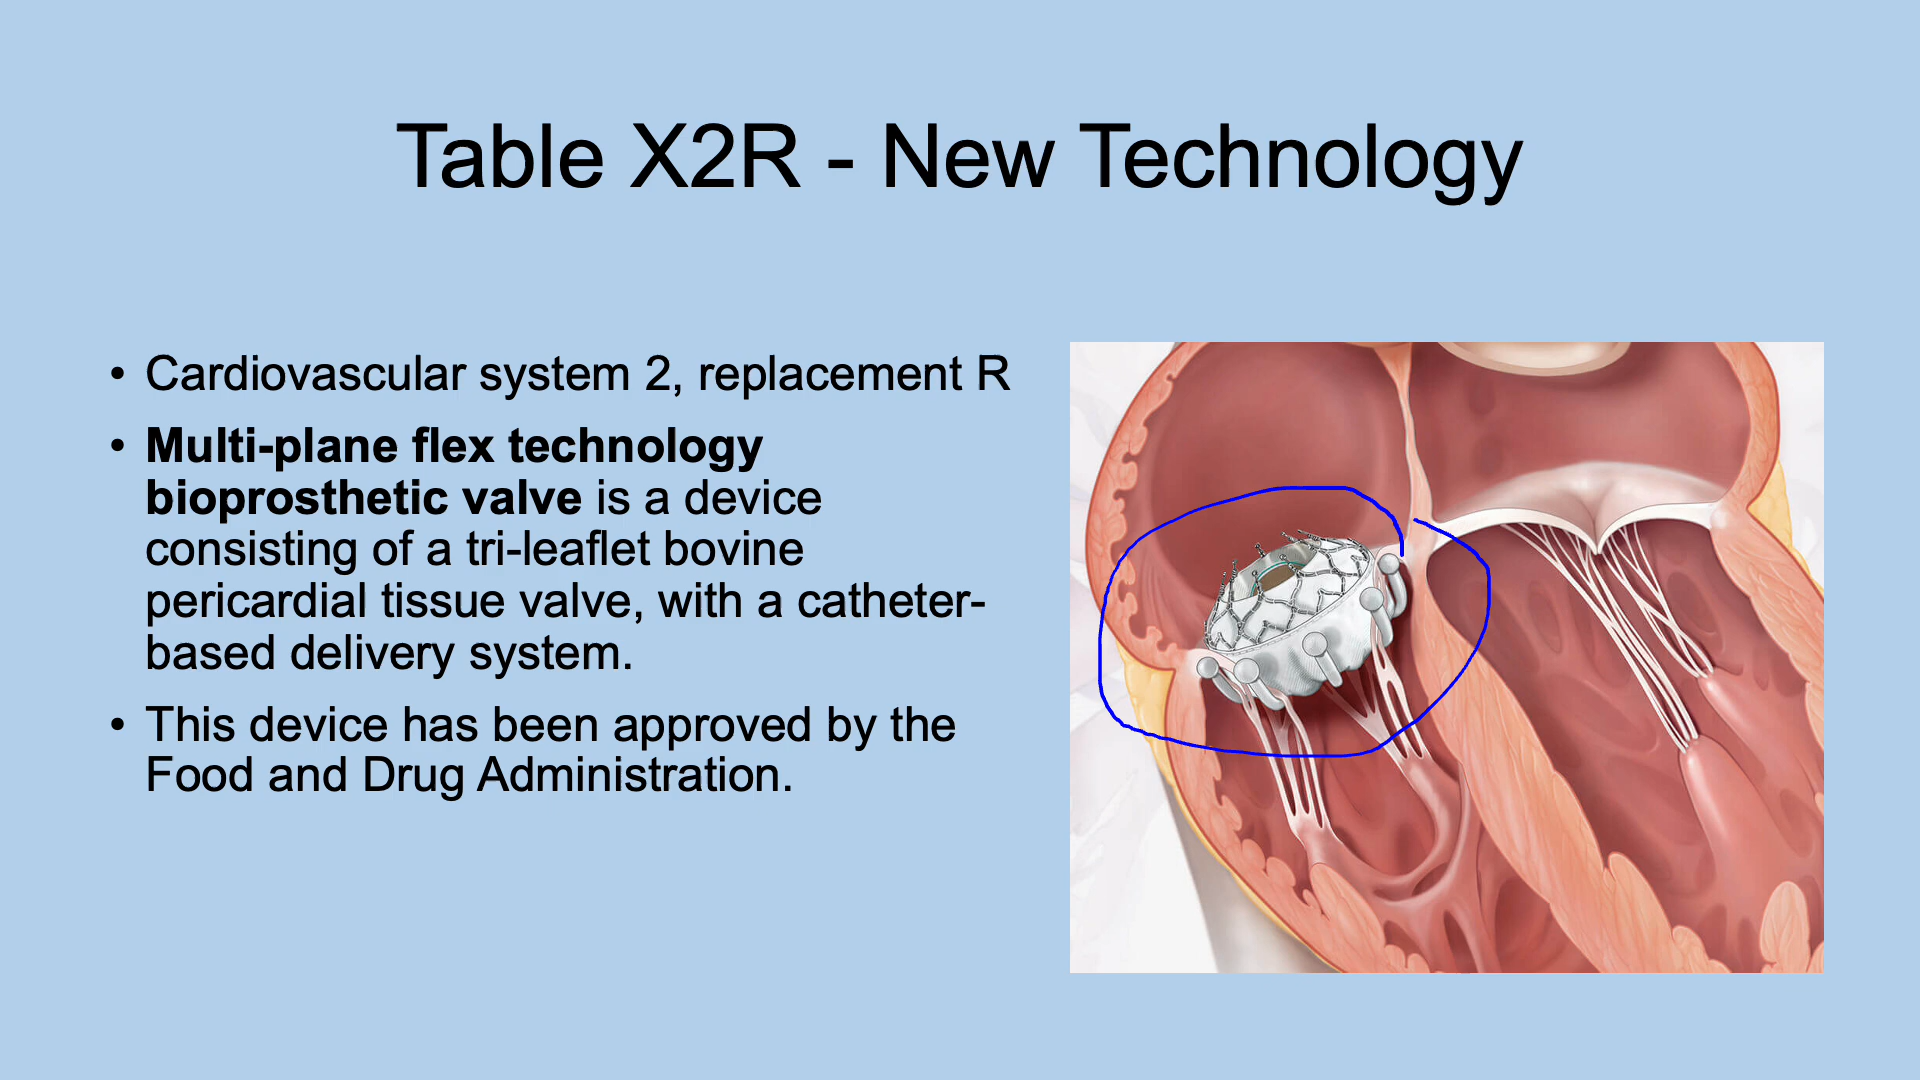 Table X2R - New Technology
• Cardiovascular system 2, replacement R
• Multi-plane flex technology
bioprosthetic valve is a device
consisting of a tri-leaflet bovine
pericardial tissue valve, with a catheter-
based delivery system.
• This device has been approved by the
Food and Drug Administration.